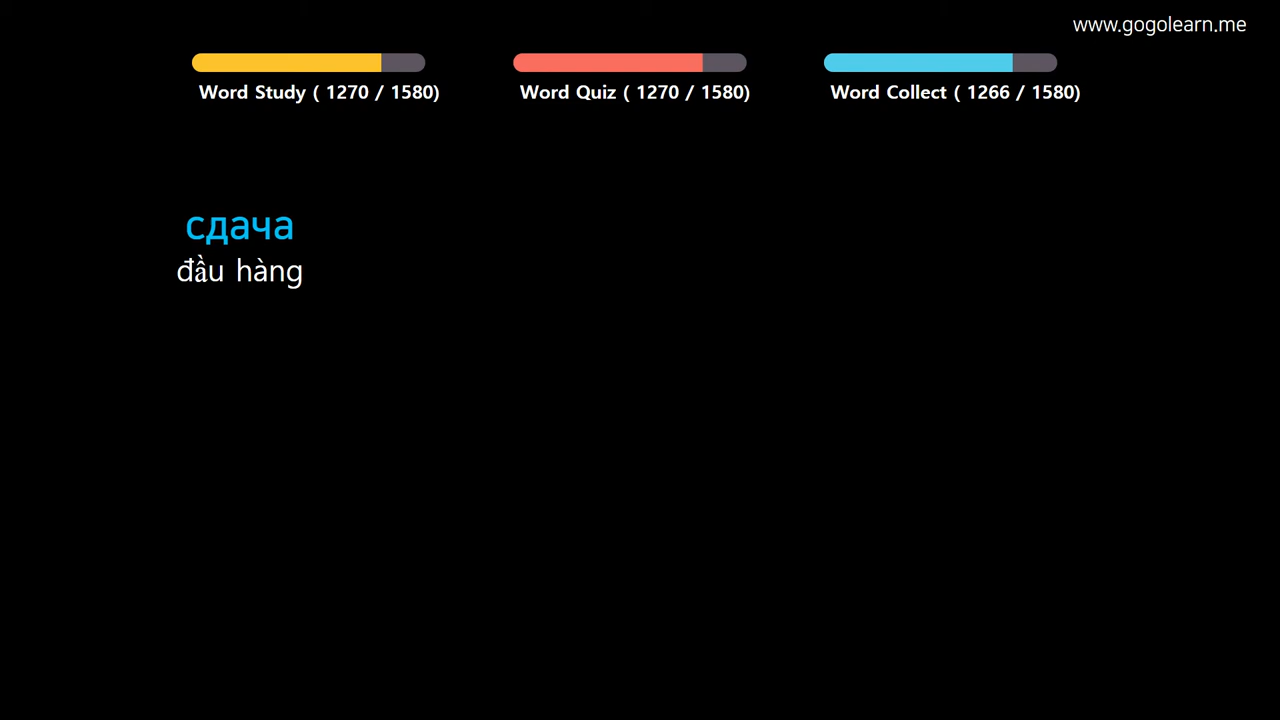 www.gogolearn.me
Word Study ( 1270 / 1580)
Word Quiz ( 1270 / 1580)
Word Collect ( 1266 / 1580)
сдача
đầu hàng